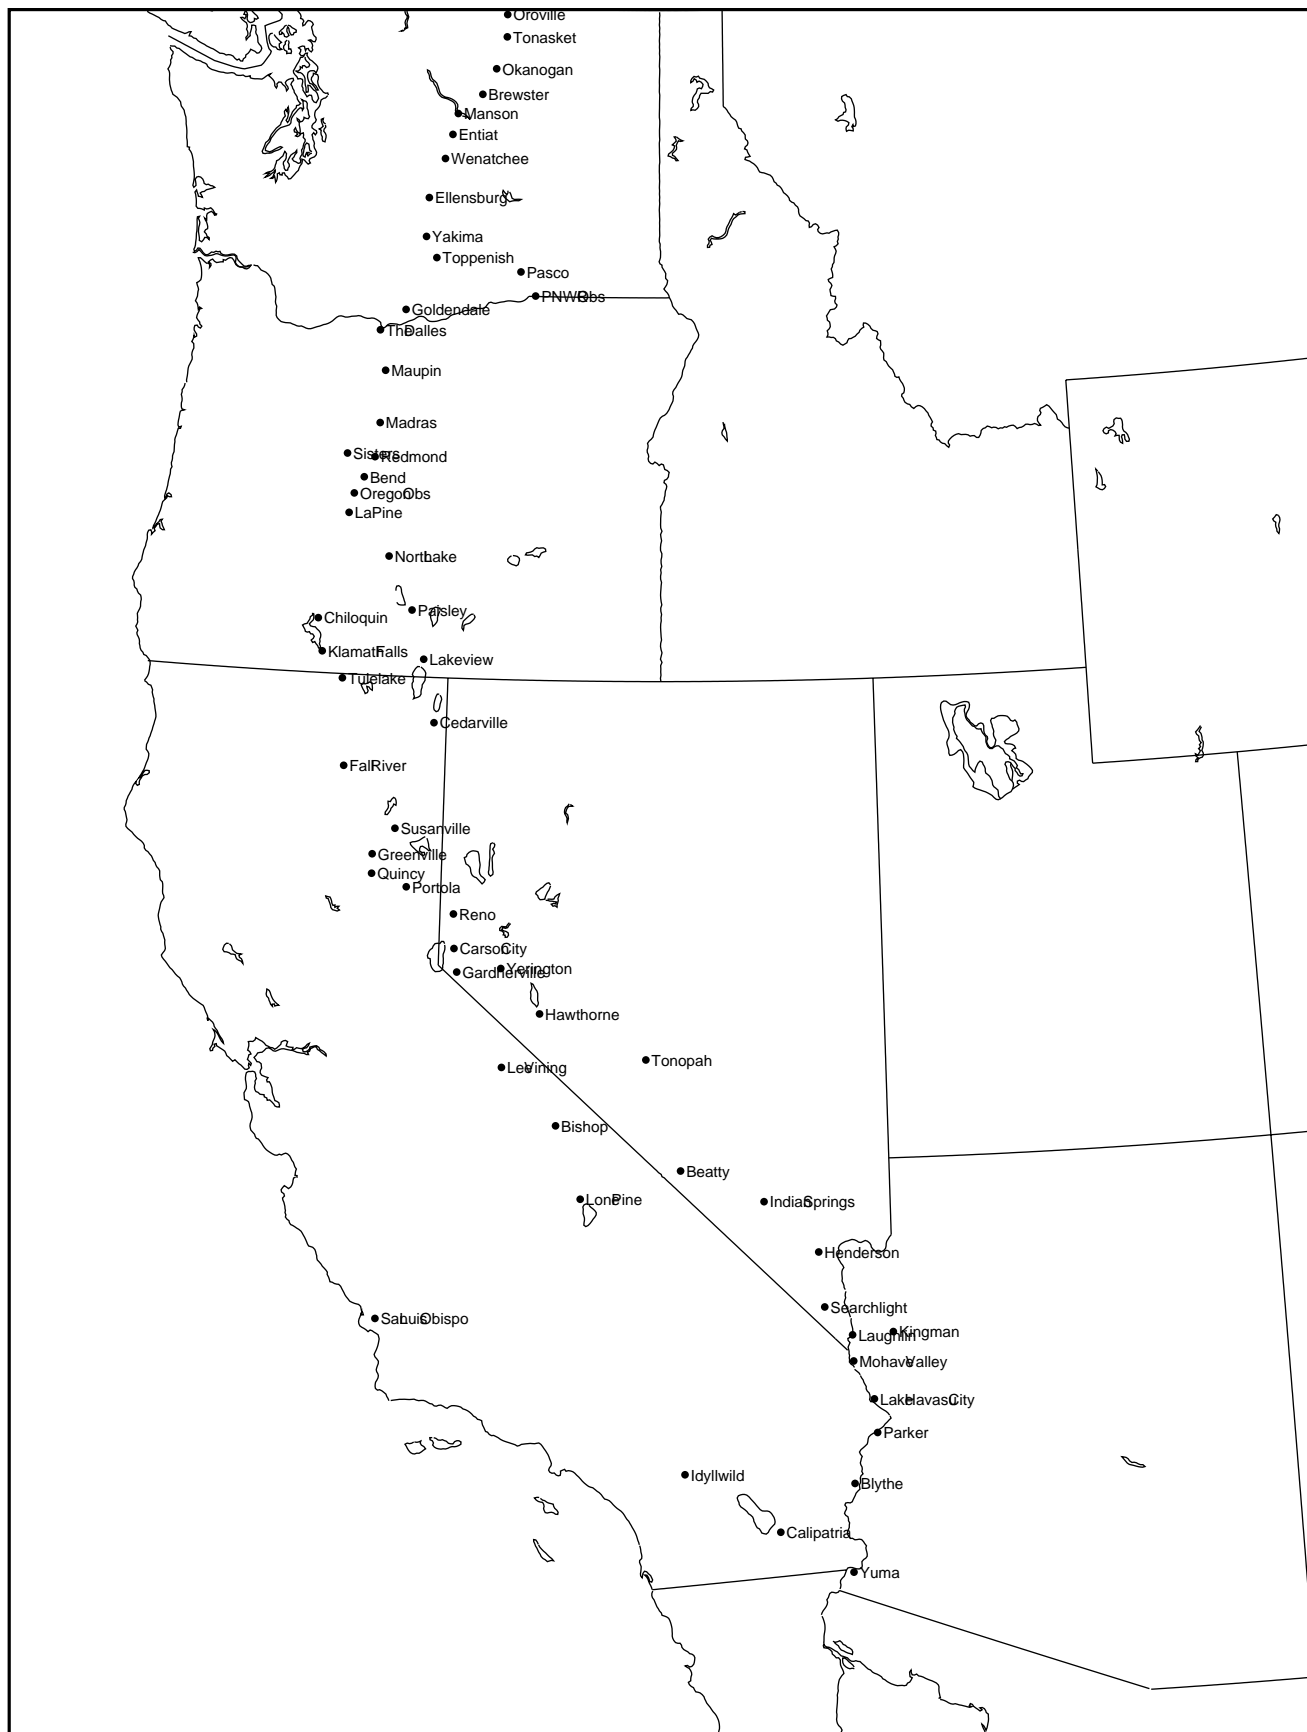 Oroville
Tonasket
Okanogan
Brewster
Manson
Entiat
Wenatchee
Ellensburg
Yakima
Toppenish
Pasco
PNWRObs
Goldendale
TheDalles
Maupin
Madras
Sisters
Redmond
Bend
OregonObs
LaPine
NorthLake
Paisley
Chiloquin
KlamathFalls
Lakeview
Tulelake
Cedarville
FallRiver
Susanville
Greenville
Quincy
Portola
Reno
CarsonCity
Yerington
Gardnerville
Hawthorne
Tonopah
LeeVining
Bishop
Beatty
LonePine
IndianSprings
Henderson
Searchlight
SanLuisObispo
Kingman
Laughlin
MohaveValley
LakeHavasuCity
Parker
Idyllwild
Blythe
Calipatria
Yuma